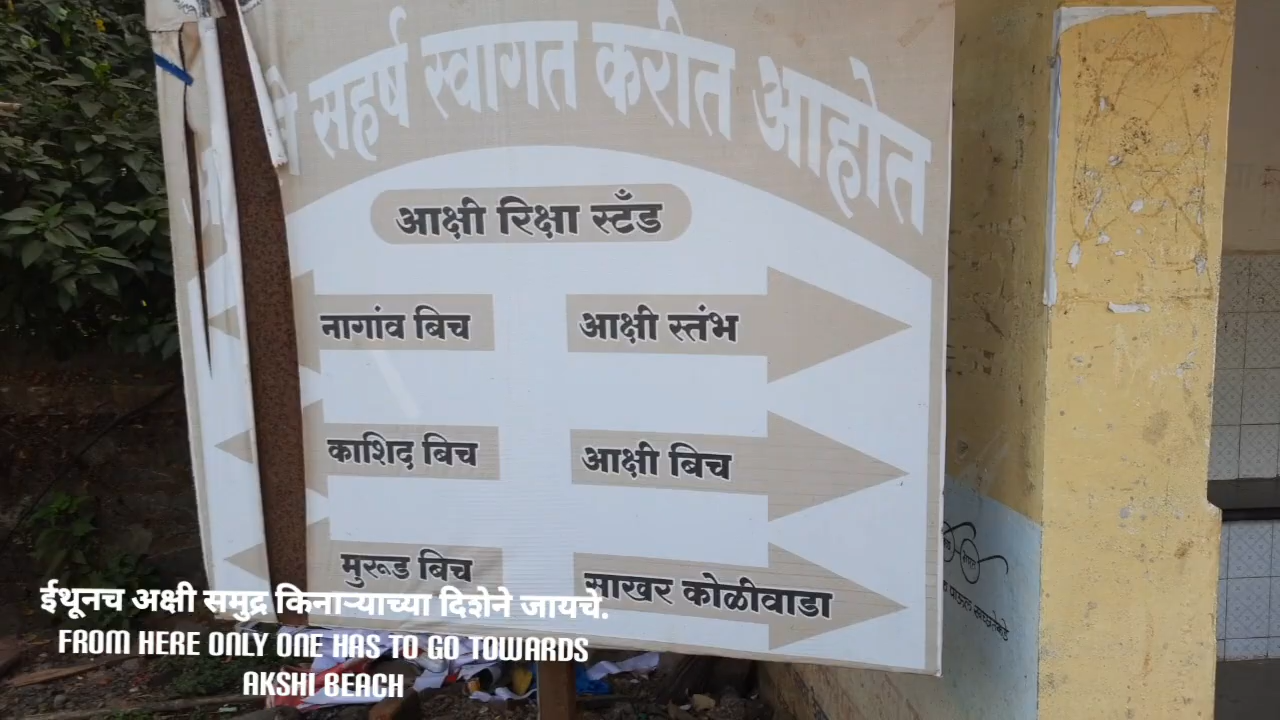 सहर्ष स्वागत करीत आहोत
आक्षी रिक्षा स्टँड
नागांव बिच
आक्षी स्तंभ
काशिद बिच
आक्षी बिच
मुरूड बिच
साखर कोळीवाडा
ईथूनच अक्षी समुद्र किनाऱ्याच्या दिशेने जायचे.
FROM HERE ONLY ONE HAS TO GO TOWARDS
AKSHI BEACH